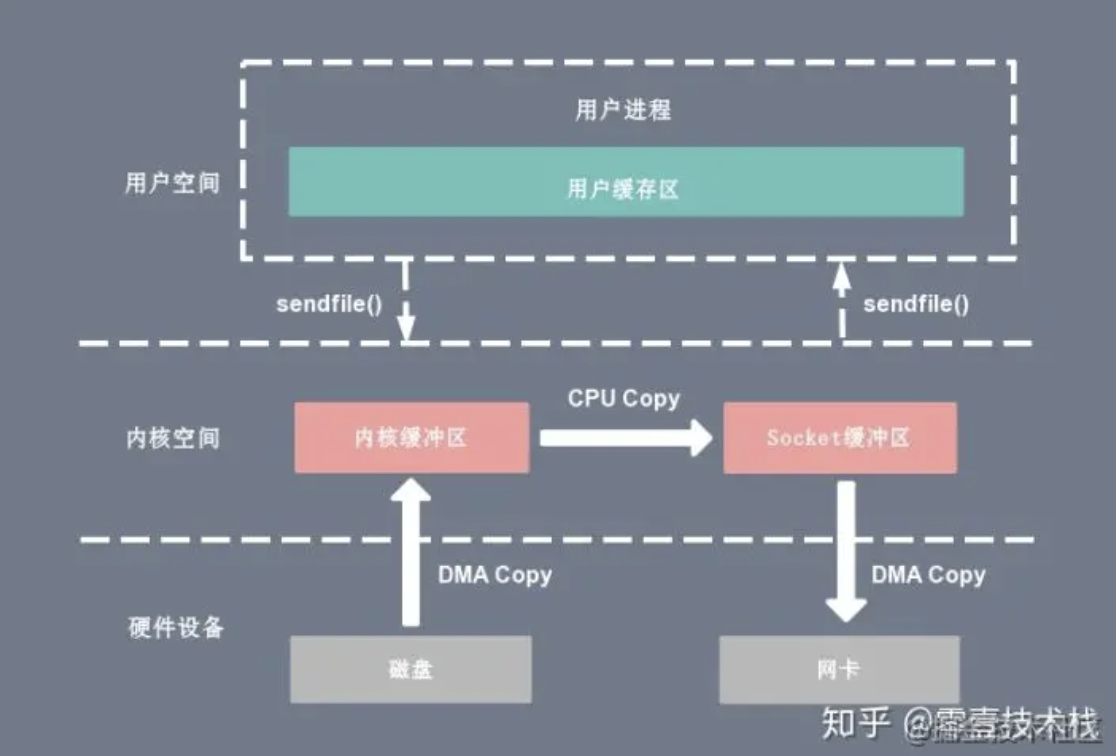 用户进程
用户空间
用户缓存区
sendfile()
sendfile()
CPU Copy
内核空间
内核缓冲区
Socket缓冲区
DMA Copy
DMA Copy
硬件设备
磁盘
网卡
知乎 @零壹技术栈